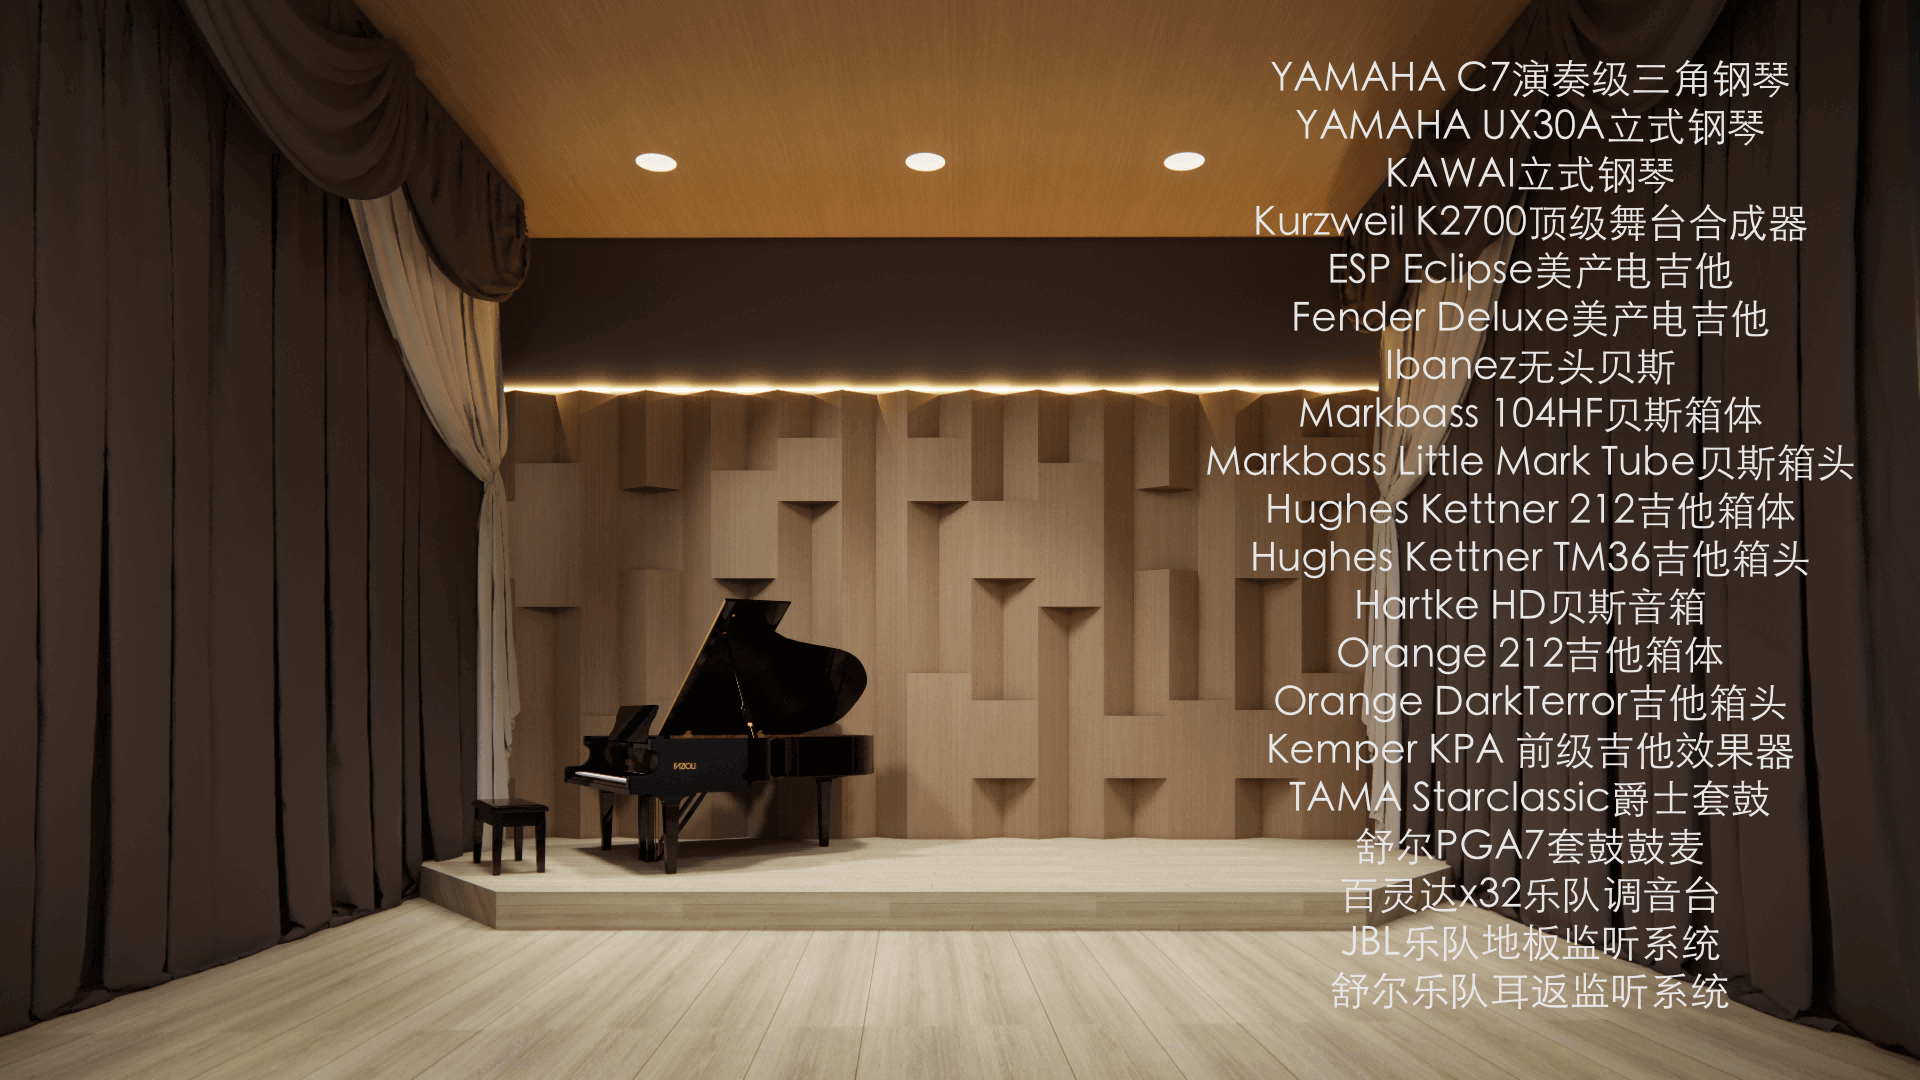 YAMAHA C7演奏级三角钢琴
YAMAHA UX30A立式钢琴
KAWAI立式钢琴
Kurzweil K2700顶级舞台合成器
ESP Eclipse美产电吉他
Fender Deluxe美产电吉他
Ibanez无头贝斯
Markbass 104HF贝斯箱体
Markbass Little Mark Tube贝斯箱头
Hughes Kettner 212吉他箱体
Hughes Kettner TM36吉他箱头
Hartke HD贝斯音箱
Orange 212吉他箱体
Orange DarkTerror吉他箱头
Kemper KPA 前级吉他效果器
TAMA Starclassic爵士套鼓
舒尔PGA7套鼓鼓麦
百灵达x32乐队调音台
JBL乐队地板监听系统
舒尔乐队耳返监听系统
FAZIOLI